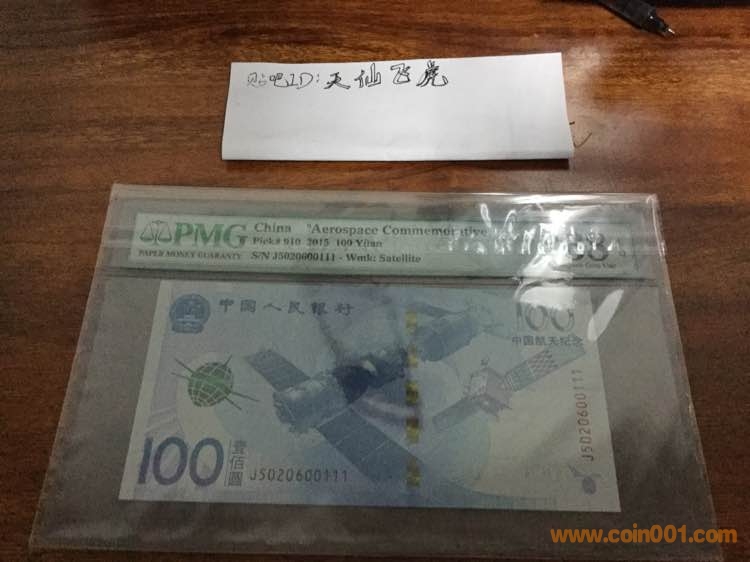 贴吧ID：天仙飞虎
PMG
PAPER MONEY GUARANTY
China "Aerospace Commemorative
Pick# 910 2015 100 Yüan
S/N J5020600111 - Wmk: Satellite
68
中国人民银行
100
中国航天纪念
J5020600111
100
壹佰圆
J5020600111
www.coin001.com